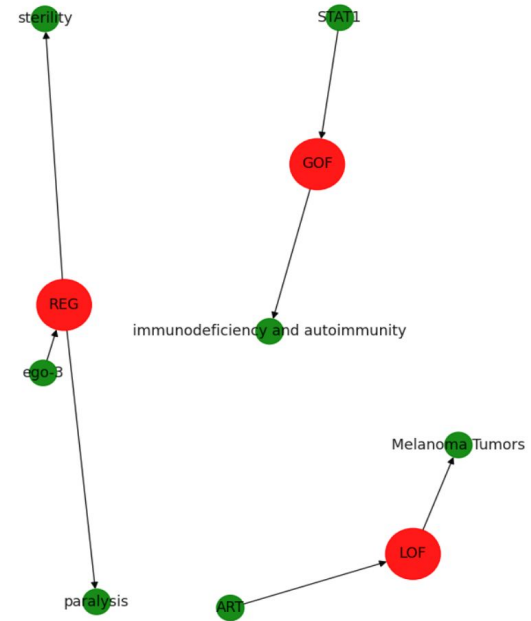 sterility
STAT1
GOF
REG
immunodeficiency and autoimmunity
ego-3
Melanoma Tumors
LOF
paralysis
ART